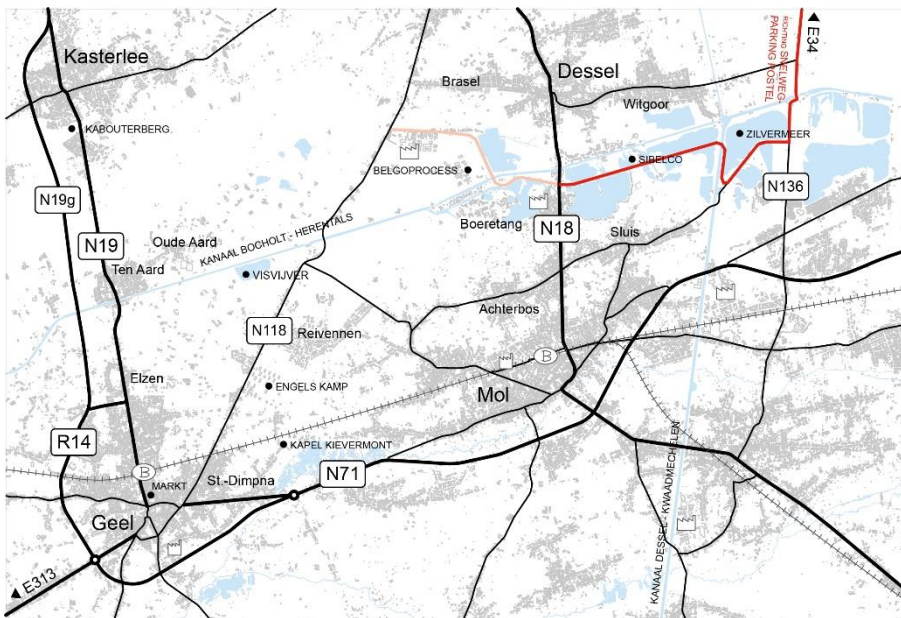 E34
RICHTING SNELWEG-
PARKING POSTEL
Kasterlee
Dessel
Brasel
Witgoor
KABOUTERBERG
ZILVERMEER
SIBELCO
BELGOPROCESS
N136
N19g
Boeretang
N18
Sluis
N19
Oude Aard
KANAAL BOCHOLT - HERENTALS
Ten Aard
VISVIJVER
Achterbos
N118
Reivennen
B
Elzen
ENGELS KAMP
Mol
R14
KAPEL KIEVERMONT
B
N71
St.-Dimpna
MARKT
Geel
KANAAL DESSEL - KWAADMECHELEN
E313